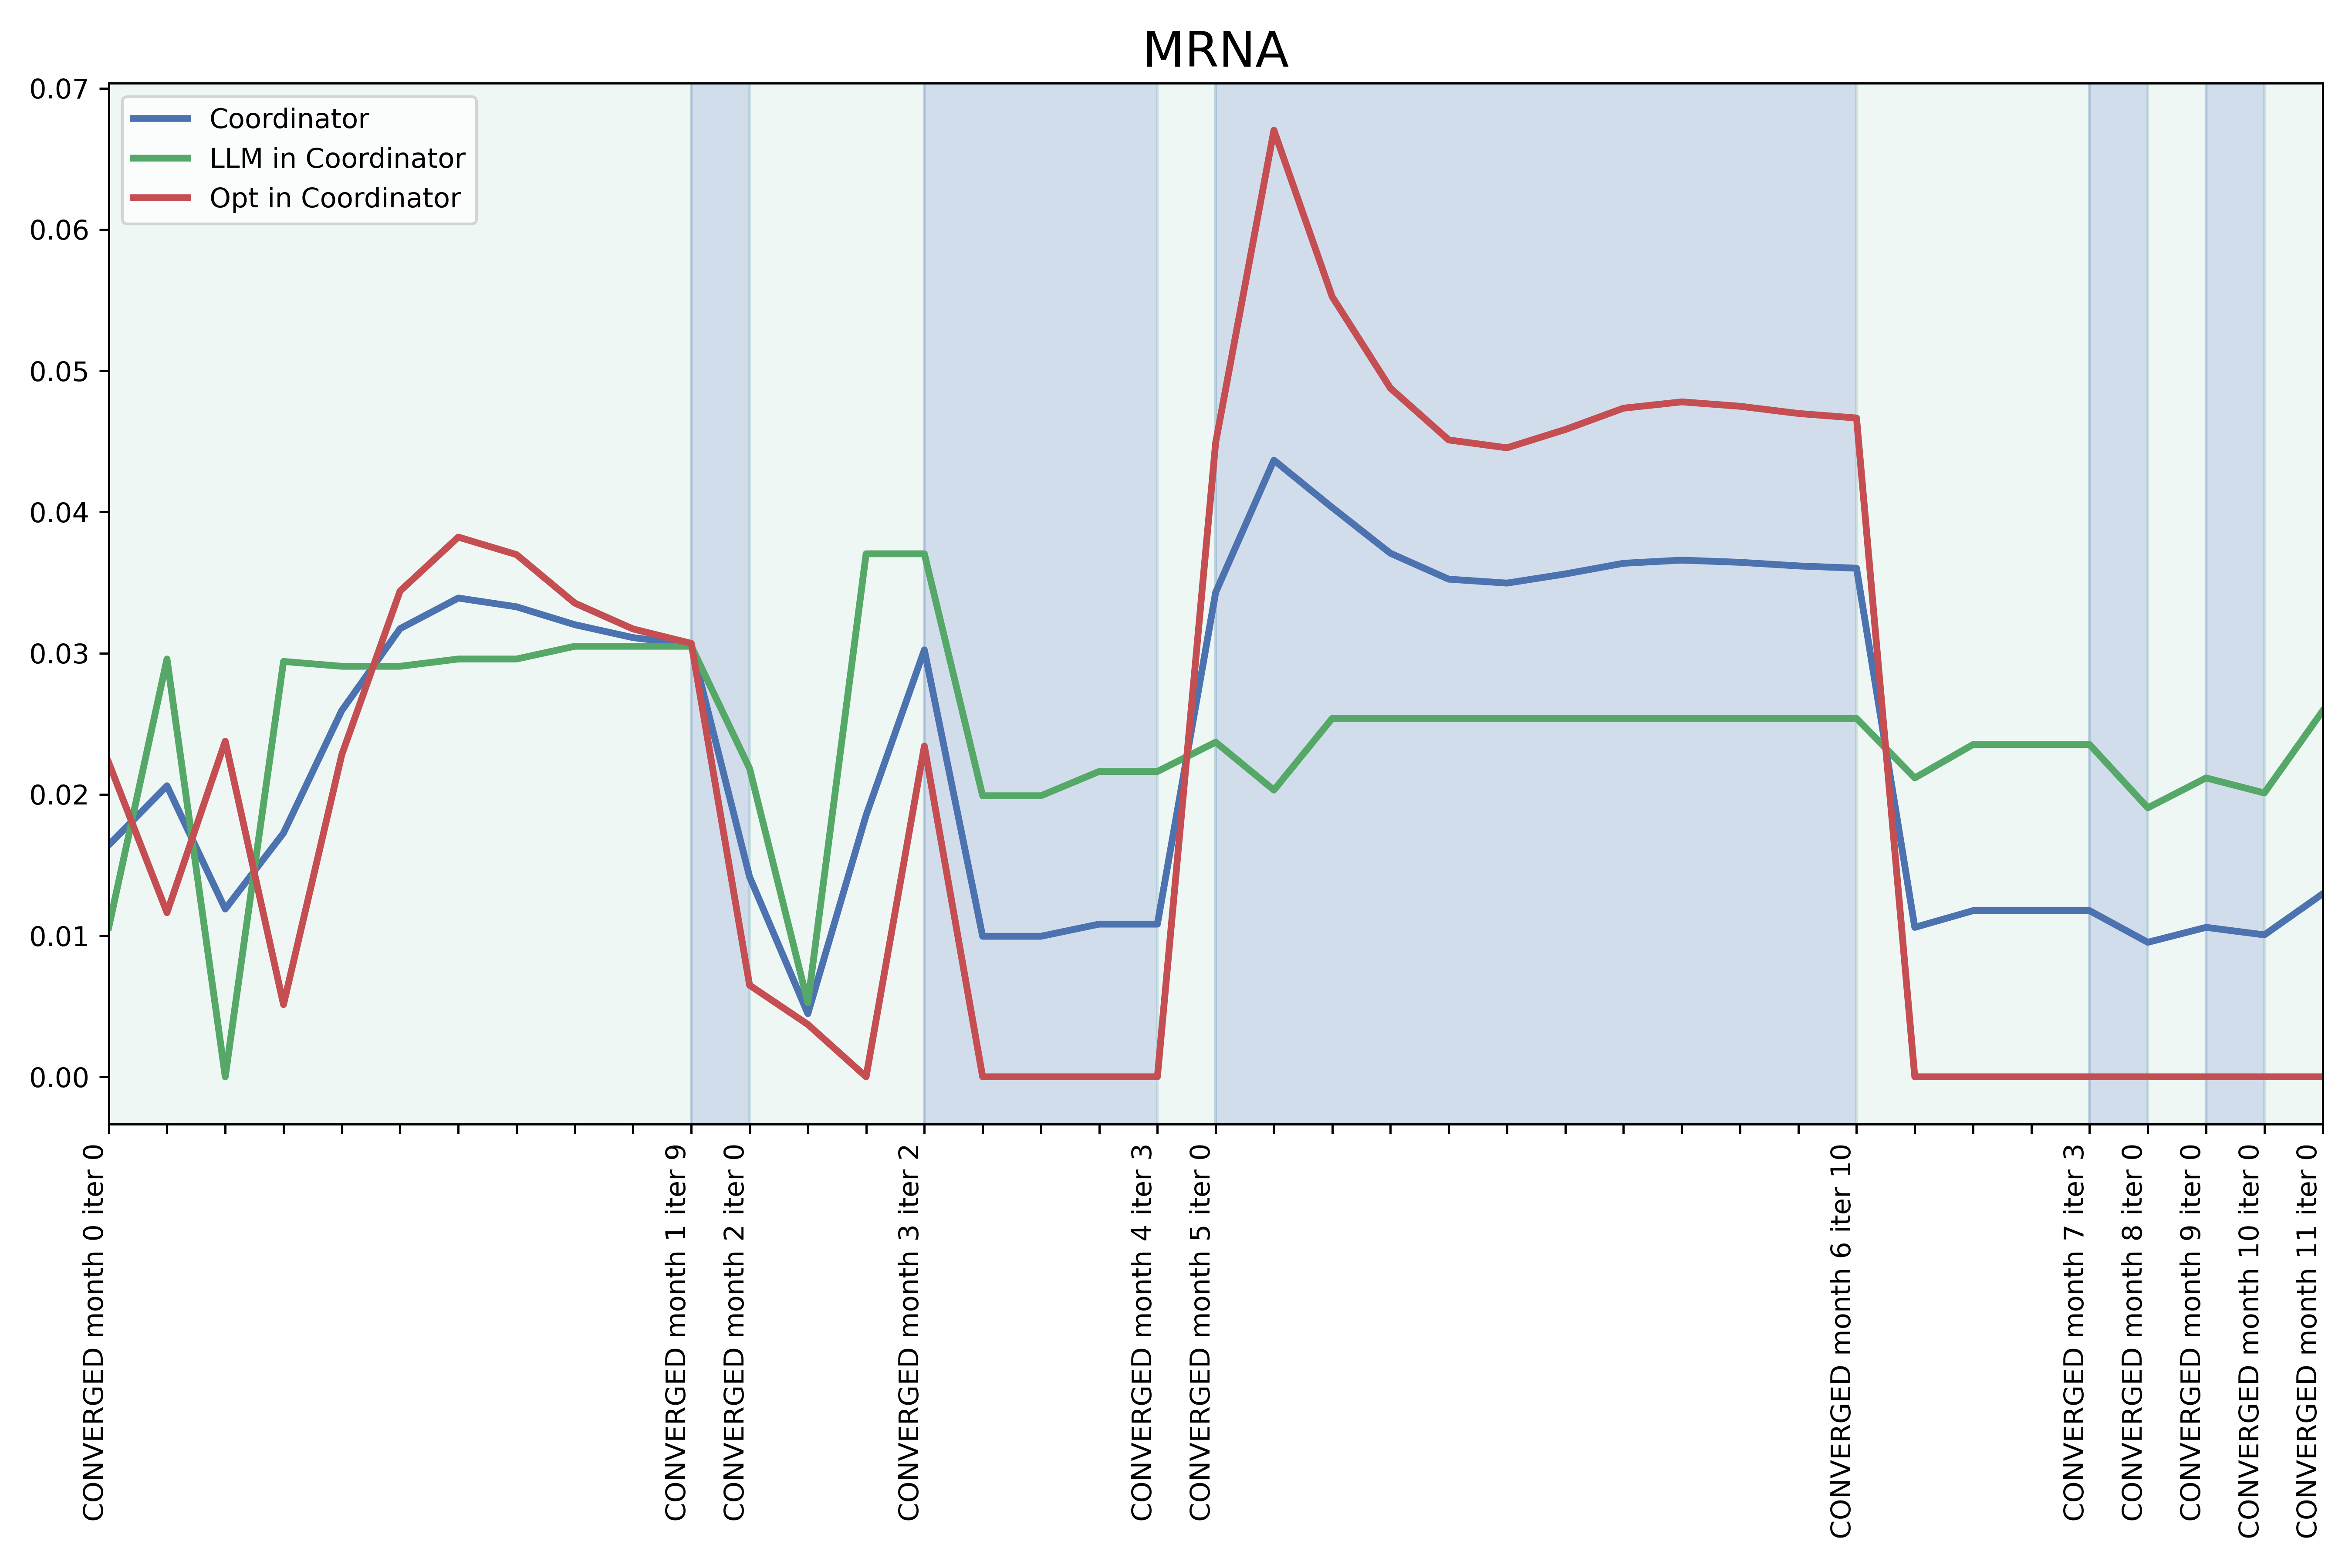 MRNA
0.07
0.06
0.05
0.04
0.03
0.02
0.01
0.00
Coordinator
LLM in Coordinator
Opt in Coordinator
CONVERGED month 0 iter 0
CONVERGED month 1 iter 9
CONVERGED month 2 iter 0
CONVERGED month 3 iter 2
CONVERGED month 4 iter 3
CONVERGED month 5 iter 0
CONVERGED month 6 iter 10
CONVERGED month 7 iter 3
CONVERGED month 8 iter 0
CONVERGED month 9 iter 0
CONVERGED month 10 iter 0
CONVERGED month 11 iter 0